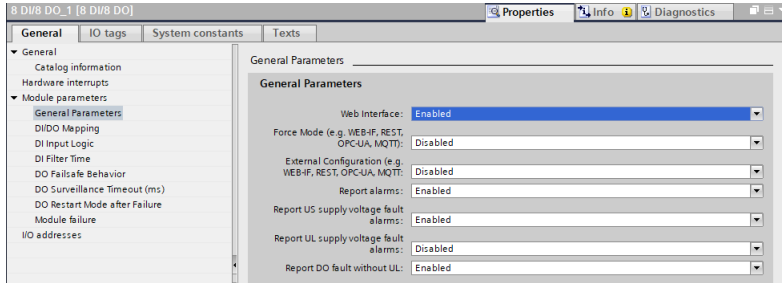 8 DI/8 DO_1 [8 DI/8 DO]
Properties
Info
Diagnostics
General
IO tags
System constants
Texts
General
Catalog information
Hardware interrupts
Module parameters
General Parameters
DI/DO Mapping
DI Input Logic
DI Filter Time
DO Failsafe Behavior
DO Surveillance Timeout (ms)
DO Restart Mode after Failure
Module failure
I/O addresses
General Parameters
General Parameters
Web Interface: Enabled
Force Mode (e.g. WEB-IF, REST,
OPC-UA, MQTT): Disabled
External Configuration (e.g.
WEB-IF, REST, OPC-UA, MQTT: Disabled
Report alarms: Enabled
Report US supply voltage fault
alarms: Enabled
Report UL supply voltage fault
alarms: Disabled
Report DO fault without UL: Enabled